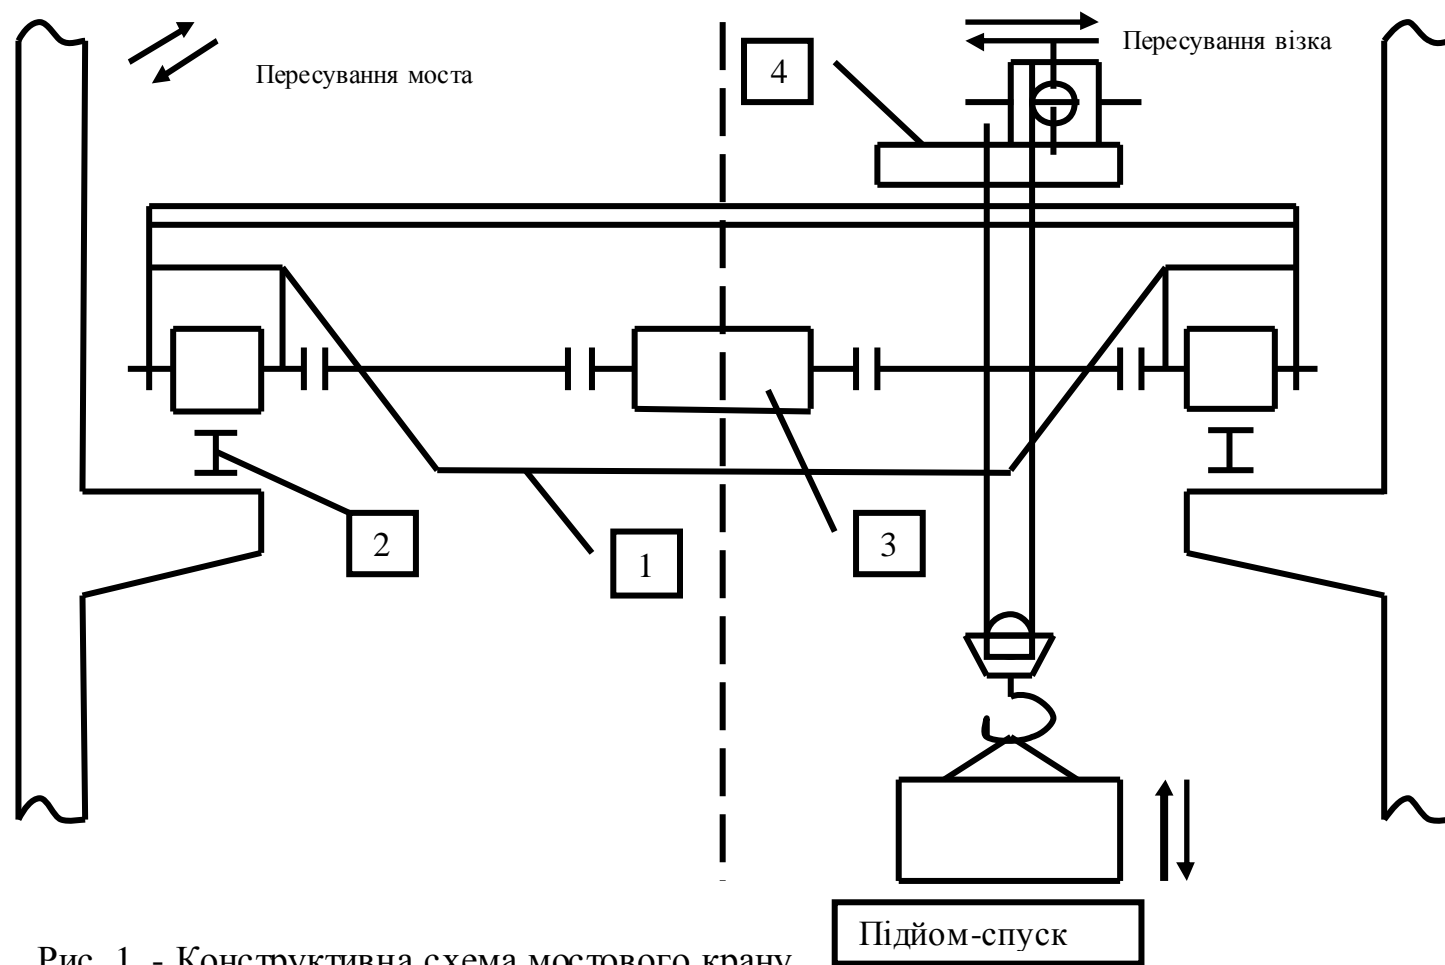 Пересування візка
Пересування моста
4
2
1
3
Підйом-спуск
Рис. 1. - Конструктивна схема мостового крану